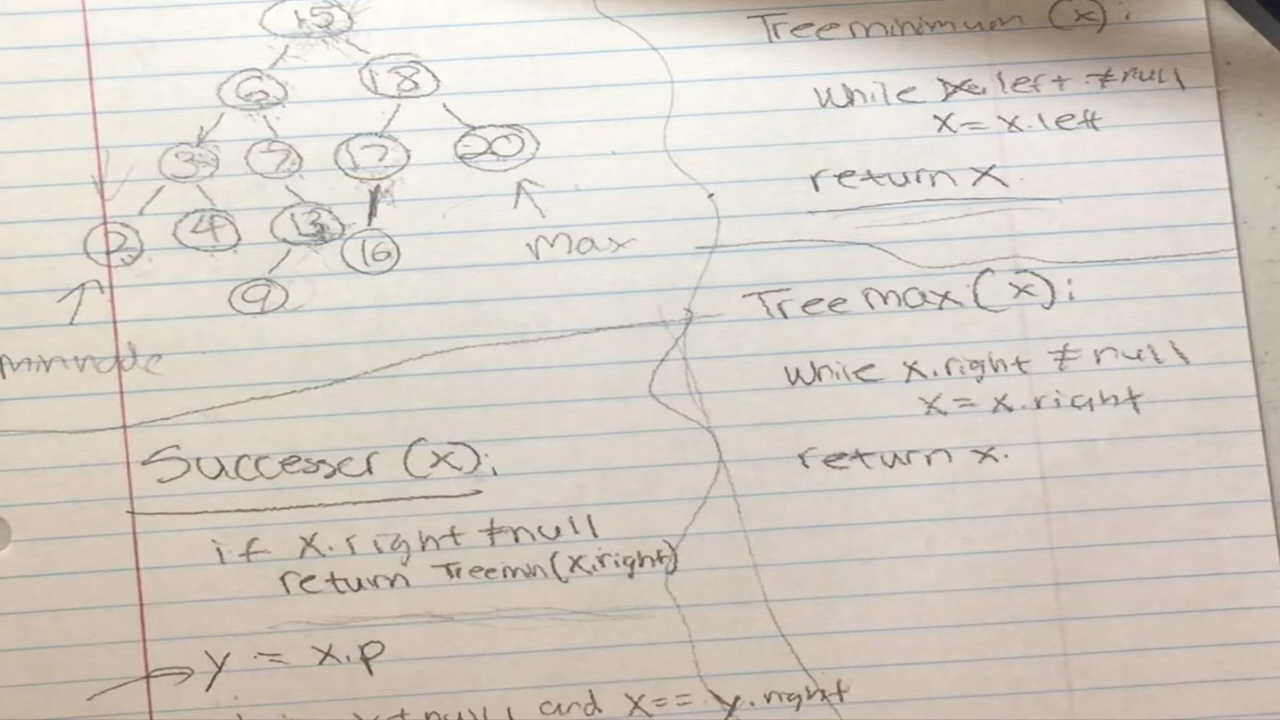 15
6 18
3 7 17 20
2 4 13 16
9
max
minnode
Treeminimum (x):
while x.left ≠null
x = x.left
return x
Tree max (x):
while x.right ≠ null
x = x.right
return x.
Successer (x):
if x.right ≠null
return Treemn(x.right)
y = x.p
and x == y.right